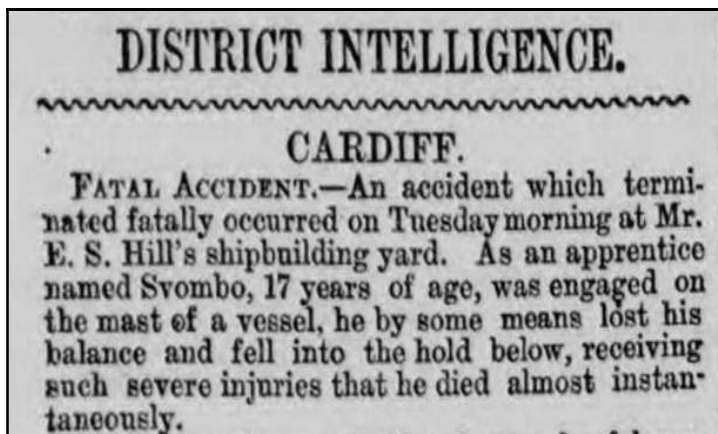 DISTRICT INTELLIGENCE.
CARDIFF.
FATAL ACCIDENT.—An accident which termi-
nated fatally occurred on Tuesday morning at Mr.
E. S. Hill's shipbuilding yard. As an apprentice
named Svombo, 17 years of age, was engaged on
the mast of a vessel, he by some means lost his
balance and fell into the hold below, receiving
such severe injuries that he died almost instan-
taneously.